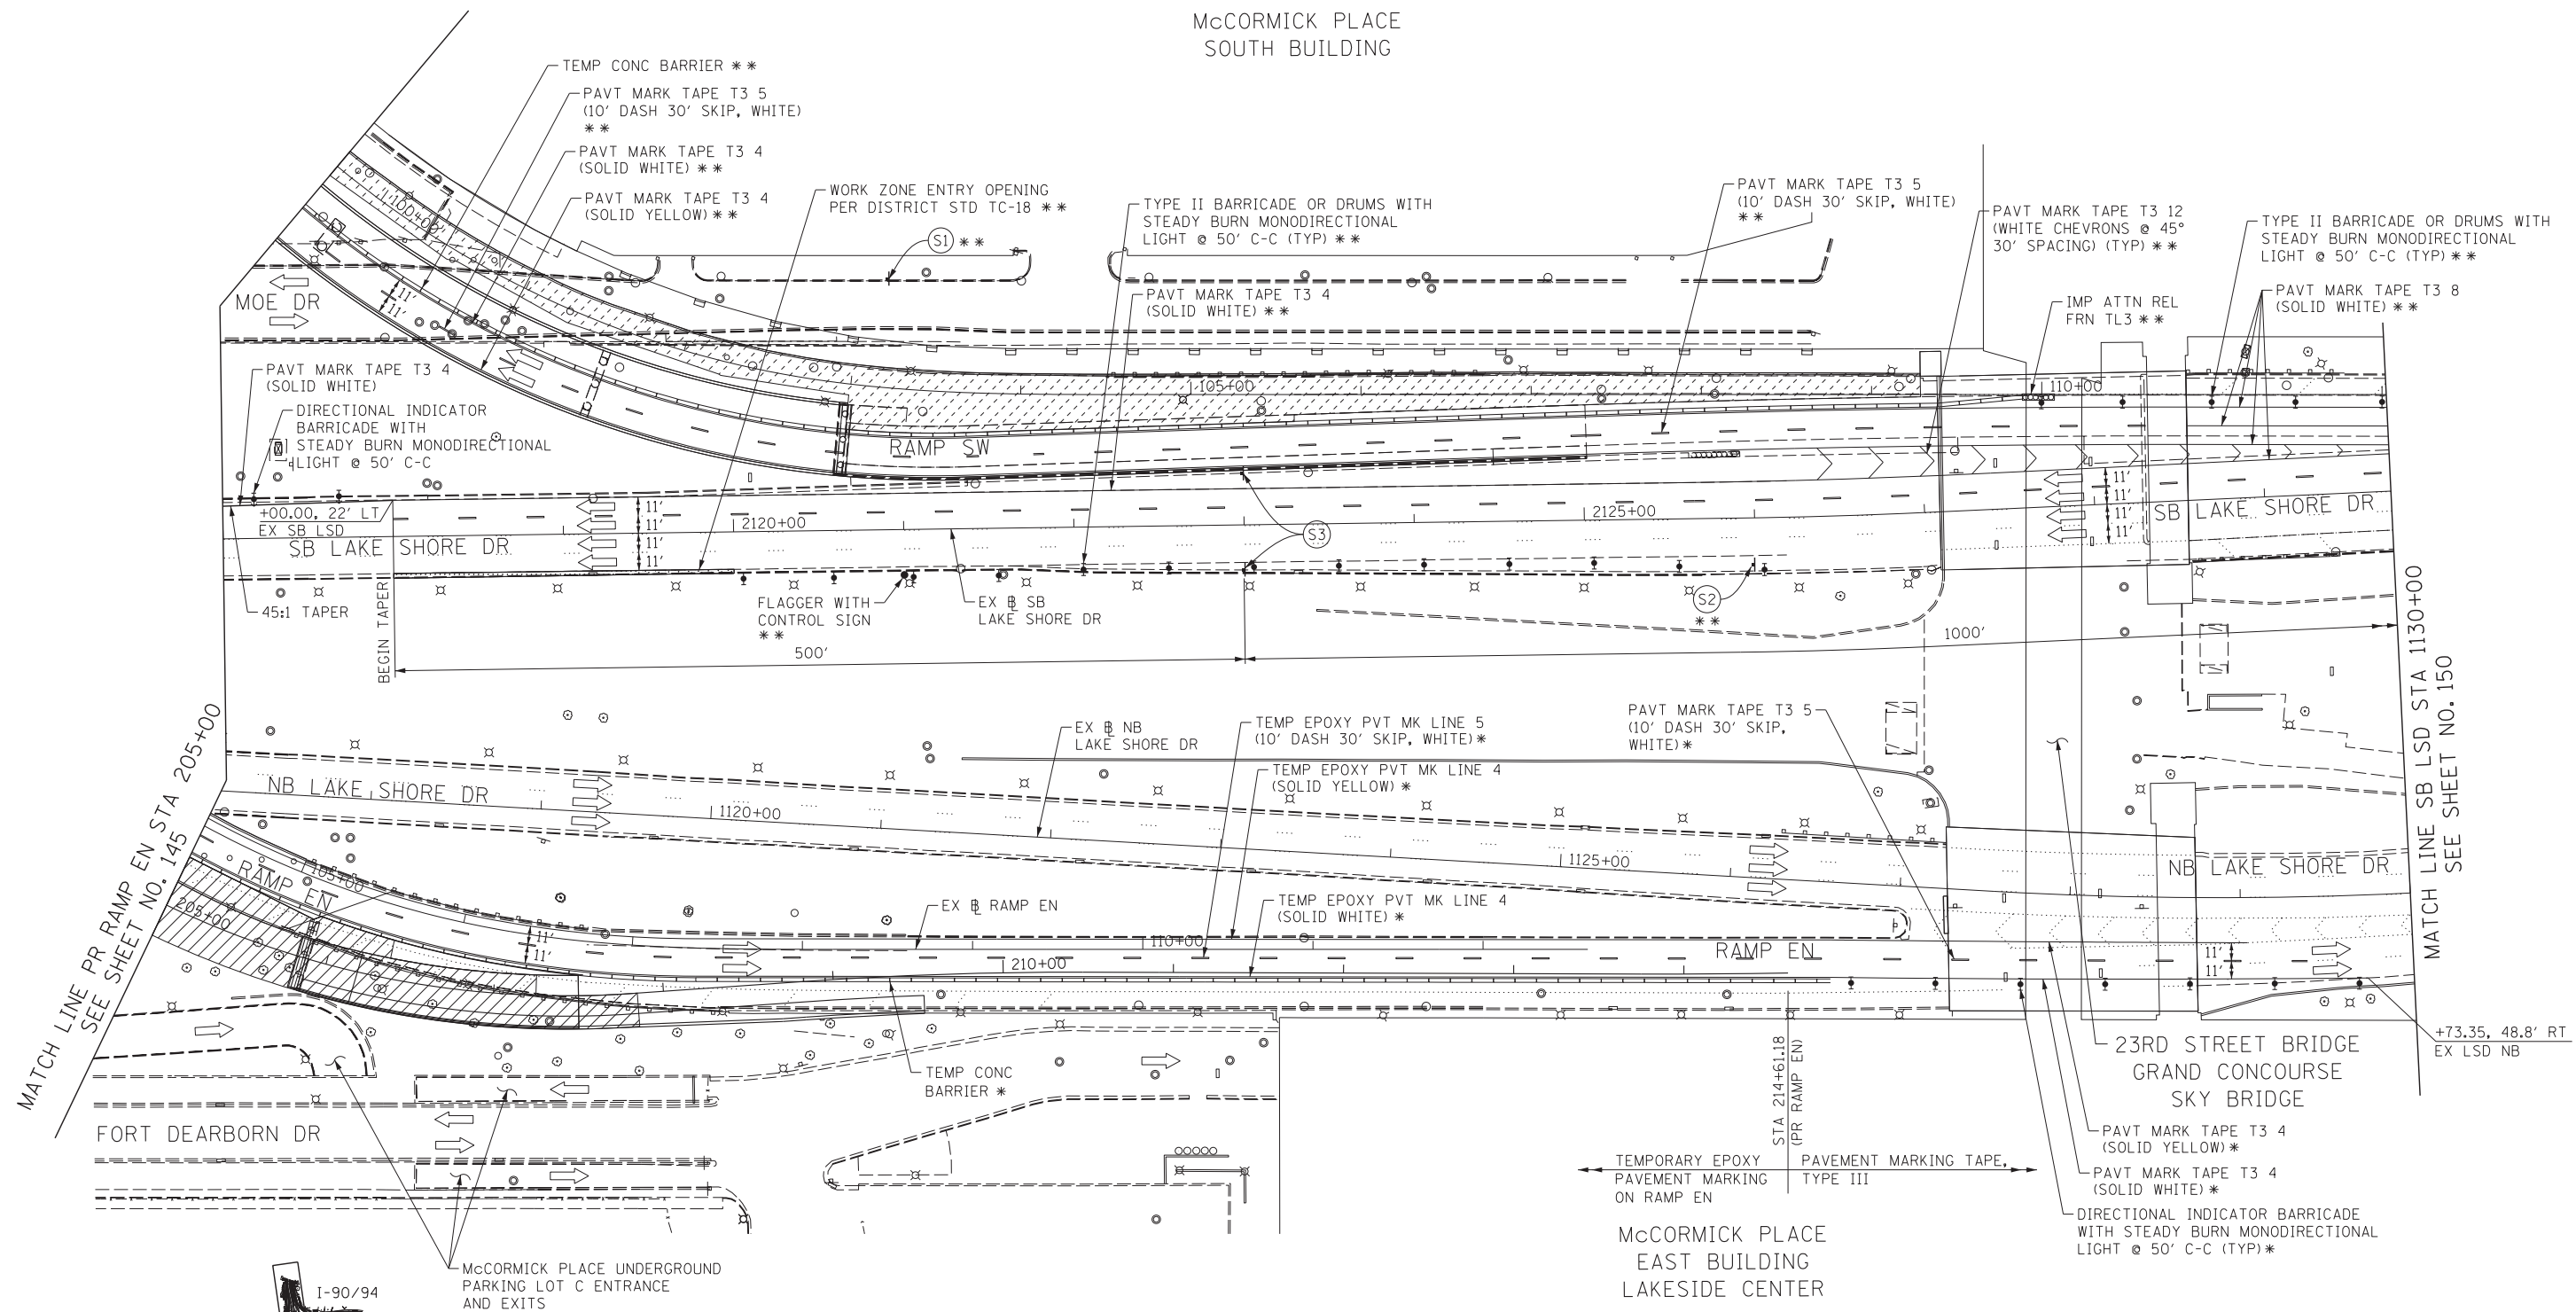 McCORMICK PLACE
SOUTH BUILDING
TEMP CONC BARRIER **
PAVT MARK TAPE T3 5
(10' DASH 30' SKIP, WHITE)
**
PAVT MARK TAPE T3 4
(SOLID WHITE) **
PAVT MARK TAPE T3 4
(SOLID YELLOW) **
WORK ZONE ENTRY OPENING
PER DISTRICT STD TC-18 **
S1 **
TYPE II BARRICADE OR DRUMS WITH
STEADY BURN MONODIRECTIONAL
LIGHT @ 50' C-C (TYP) **
PAVT MARK TAPE T3 4
(SOLID WHITE) **
PAVT MARK TAPE T3 5
(10' DASH 30' SKIP, WHITE)
**
PAVT MARK TAPE T3 12
(WHITE CHEVRONS @ 45°
30' SPACING) (TYP) **
TYPE II BARRICADE OR DRUMS WITH
STEADY BURN MONODIRECTIONAL
LIGHT @ 50' C-C (TYP) **
PAVT MARK TAPE T3 8
(SOLID WHITE) **
IMP ATTN REL
FRN TL3 **
100+00
MOE DR
11'
11'
PAVT MARK TAPE T3 4
(SOLID WHITE)
DIRECTIONAL INDICATOR
BARRICADE WITH
STEADY BURN MONODIRECTIONAL
LIGHT @ 50' C-C
105+00
110+00
RAMP SW
+00.00, 22' LT
EX SB LSD
SB LAKE SHORE DR
11'
11'
11'
11'
2120+00
2125+00
S3
11'
11'
11'
11'
SB LAKE SHORE DR
45:1 TAPER
BEGIN TAPER
FLAGGER WITH
CONTROL SIGN
**
EX BL SB
LAKE SHORE DR
S2
**
500'
1000'
MATCH LINE SB LSD STA 1130+00
SEE SHEET NO. 150
MATCH LINE PR RAMP EN STA 205+00
SEE SHEET NO. 145
NB LAKE SHORE DR
EX BL NB
LAKE SHORE DR
TEMP EPOXY PVT MK LINE 5
(10' DASH 30' SKIP, WHITE)*
TEMP EPOXY PVT MK LINE 4
(SOLID YELLOW) *
PAVT MARK TAPE T3 5
(10' DASH 30' SKIP,
WHITE)*
1120+00
1125+00
NB LAKE SHORE DR
105+00
RAMP EN
205+00
11'
11'
EX BL RAMP EN
TEMP EPOXY PVT MK LINE 4
(SOLID WHITE) *
110+00
210+00
RAMP EN
11'
11'
TEMP CONC
BARRIER *
STA 214+61.18
(PR RAMP EN)
23RD STREET BRIDGE
GRAND CONCOURSE
SKY BRIDGE
+73.35, 48.8' RT
EX LSD NB
FORT DEARBORN DR
TEMPORARY EPOXY
PAVEMENT MARKING
ON RAMP EN
PAVEMENT MARKING TAPE,
TYPE III
PAVT MARK TAPE T3 4
(SOLID YELLOW)*
PAVT MARK TAPE T3 4
(SOLID WHITE)*
DIRECTIONAL INDICATOR BARRICADE
WITH STEADY BURN MONODIRECTIONAL
LIGHT @ 50' C-C (TYP)*
McCORMICK PLACE
EAST BUILDING
LAKESIDE CENTER
McCORMICK PLACE UNDERGROUND
PARKING LOT C ENTRANCE
AND EXITS
I-90/94